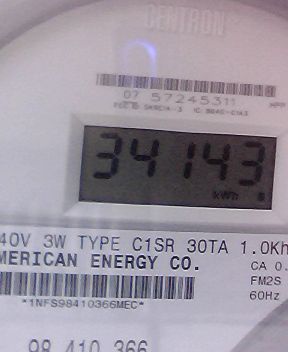 CENTRON
07 57245311
34143
kWh
40V 3W TYPE C1SR 30TA 1.0Kh
MERICAN ENERGY CO.
CA 0.
FM2S
*1NFS98410366MEC*
60Hz
98 410 366